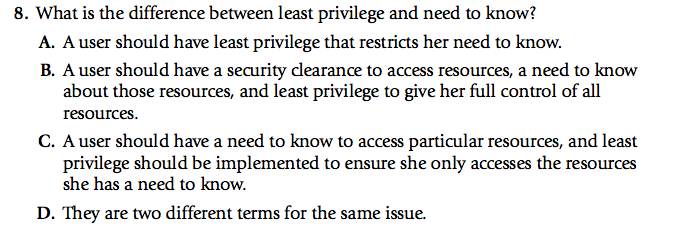 8. What is the difference between least privilege and need to know?
A. A user should have least privilege that restricts her need to know.
B. A user should have a security clearance to access resources, a need to know
about those resources, and least privilege to give her full control of all
resources.
C. A user should have a need to know to access particular resources, and least
privilege should be implemented to ensure she only accesses the resources
she has a need to know.
D. They are two different terms for the same issue.